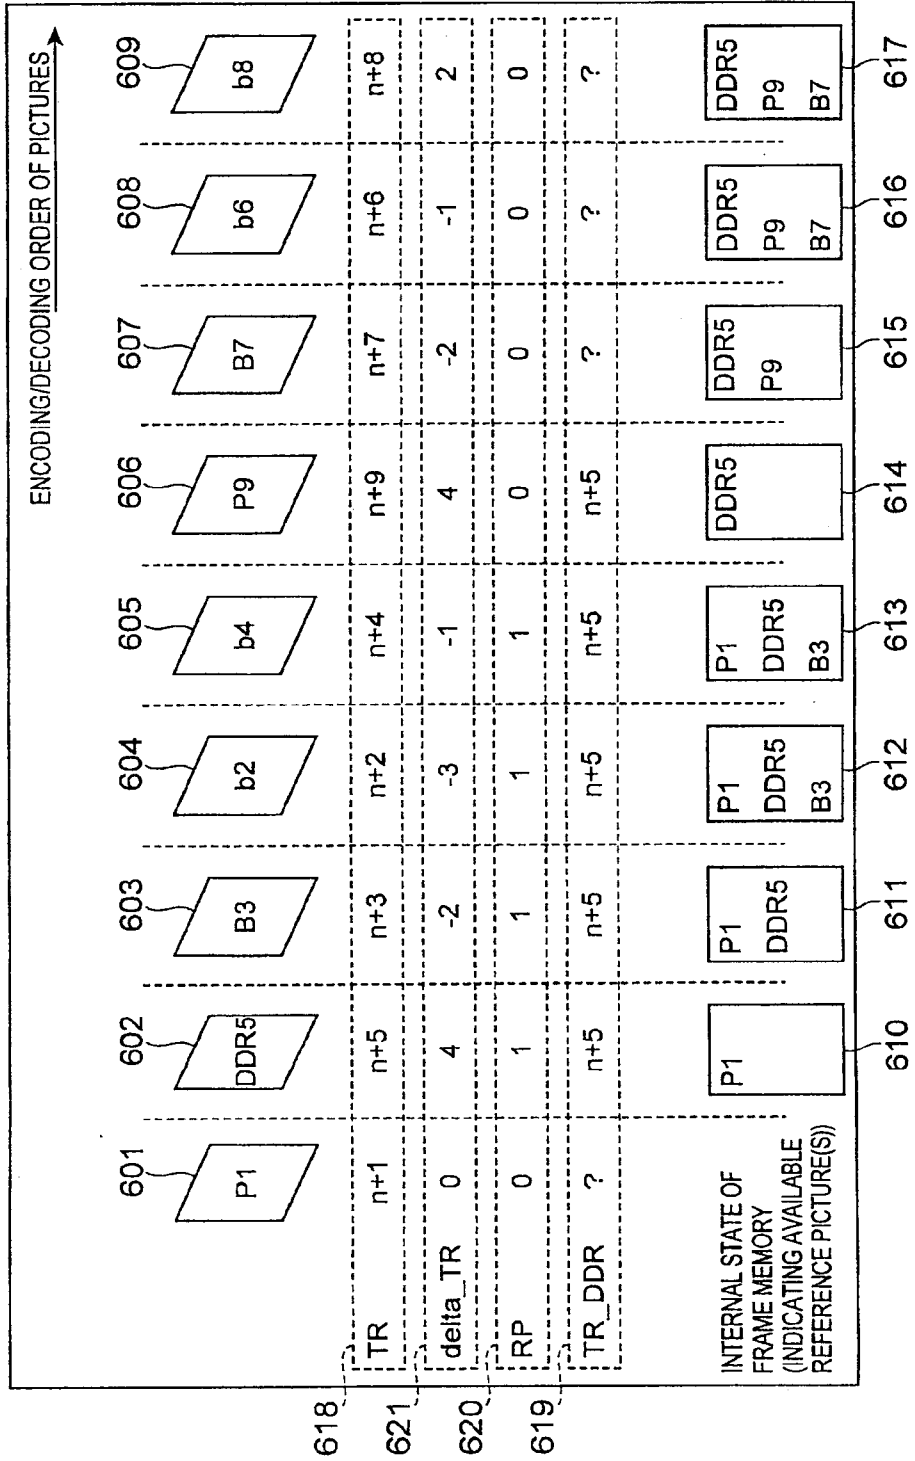 ENCODING/DECODING ORDER OF PICTURES
601 602 603 604 605 606 607 608 609
P1 DDR5 B3 b2 b4 P9 B7 b6 b8
618 TR n+1 n+5 n+3 n+2 n+4 n+9 n+7 n+6 n+8
621 delta_TR 0 4 -2 -3 -1 4 -2 -1 2
620 RP 0 1 1 1 1 0 0 0 0
619 TR_DDR ? n+5 n+5 n+5 n+5 n+5 ? ? ?
INTERNAL STATE OF
FRAME MEMORY
(INDICATING AVAILABLE
REFERENCE PICTURE(S))
P1
P1
DDR5
P1
DDR5
B3
P1
DDR5
B3
DDR5
DDR5
P9
DDR5
P9
B7
DDR5
P9
B7
610 611 612 613 614 615 616 617